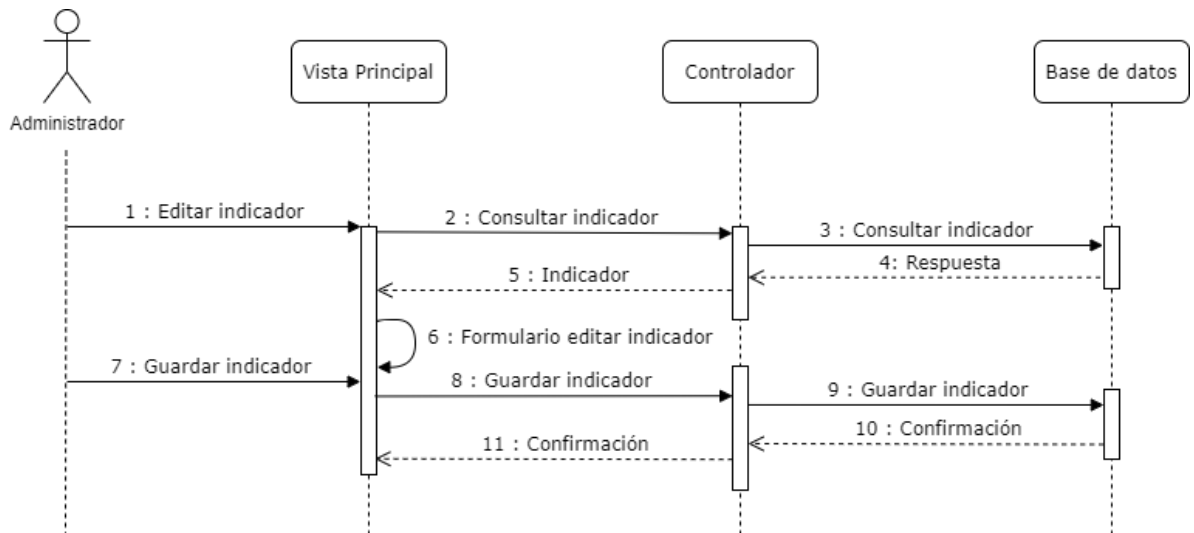 Vista Principal
Controlador
Base de datos
Administrador
1 : Editar indicador
2 : Consultar indicador
3 : Consultar indicador
4: Respuesta
5 : Indicador
6 : Formulario editar indicador
7 : Guardar indicador
8 : Guardar indicador
9 : Guardar indicador
10 : Confirmación
11 : Confirmación